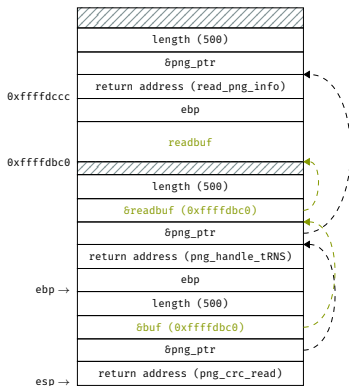 length (500)
&png_ptr
return address (read_png_info)
0xffffdccc
ebp
readbuf
0xffffdbc0
length (500)
&readbuf (0xffffdbc0)
&png_ptr
return address (png_handle_tRNS)
ebp
ebp →
length (500)
&buf (0xffffdbc0)
&png_ptr
return address (png_crc_read)
esp →